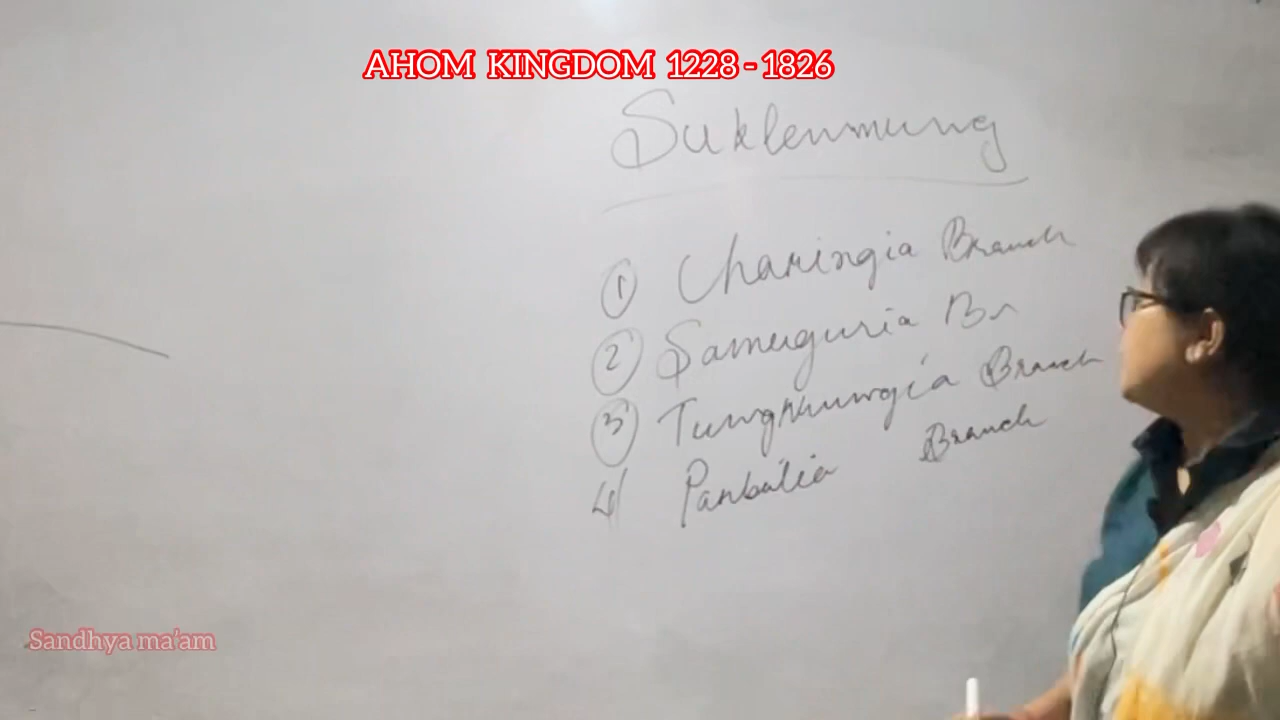 AHOM KINGDOM 1228 - 1826
Suklenmung
1 Charingia Branch
2 Samuguria Br
3 Tungkhungia Branch
4 Parbatia Branch
Sandhya ma'am